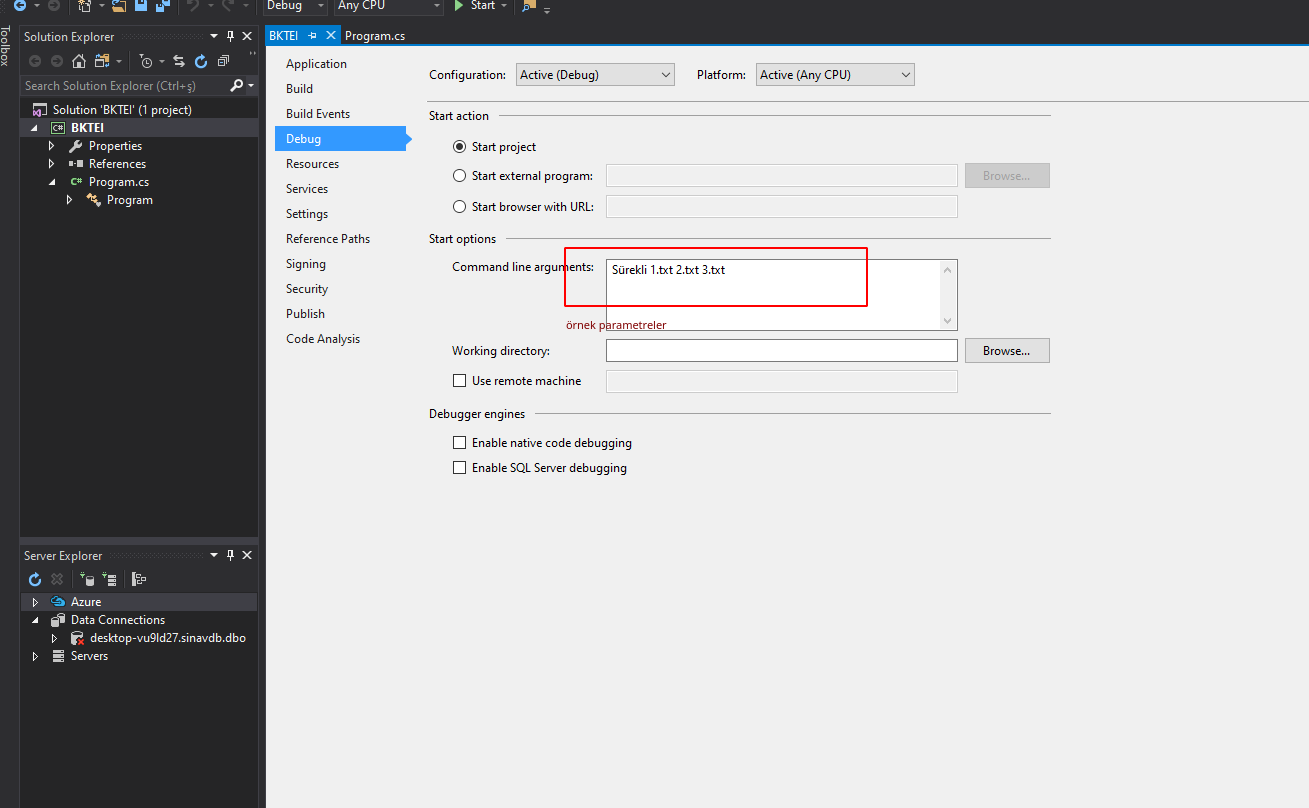 Debug Any CPU Start
Toolbox
Solution Explorer
Search Solution Explorer (Ctrl+ş)
Solution 'BKTEI' (1 project)
C# BKTEI
Properties
References
C# Program.cs
Program
Server Explorer
Azure
Data Connections
desktop-vu9ld27.sinavdb.dbo
Servers
BKTEI Program.cs
Application
Build
Build Events
Debug
Resources
Services
Settings
Reference Paths
Signing
Security
Publish
Code Analysis
Configuration: Active (Debug) Platform: Active (Any CPU)
Start action
Start project
Start external program: Browse...
Start browser with URL:
Start options
Command line arguments: Sürekli 1.txt 2.txt 3.txt
örnek parametreler
Working directory: Browse...
Use remote machine
Debugger engines
Enable native code debugging
Enable SQL Server debugging